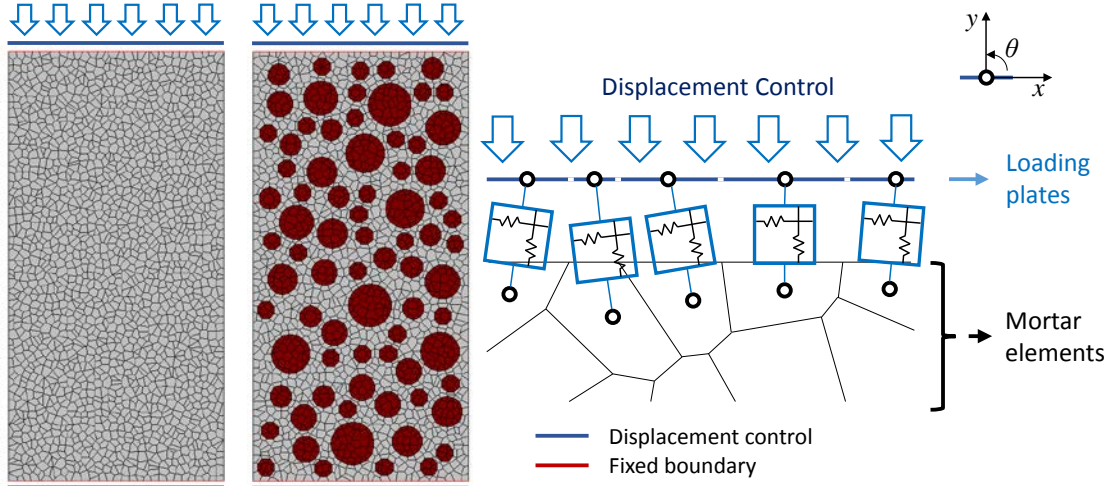 y
θ
x
Displacement Control
Loading
plates
Mortar
elements
Displacement control
Fixed boundary